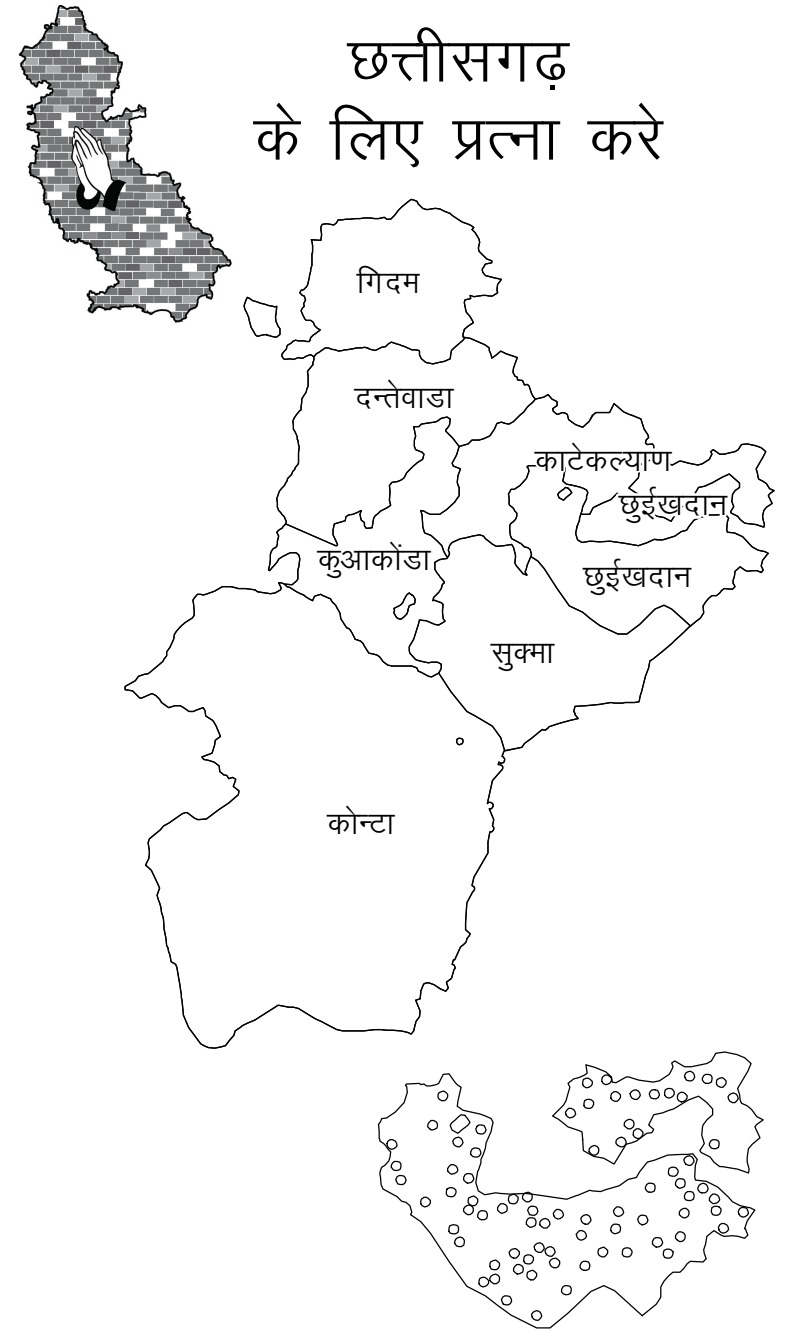 छत्तीसगढ़
के लिए प्रत्ना करे
गिदम
दन्तेवाडा
काटेकल्याण
छुईखदान
कुआकोंडा
छुईखदान
सुक्मा
कोन्टा